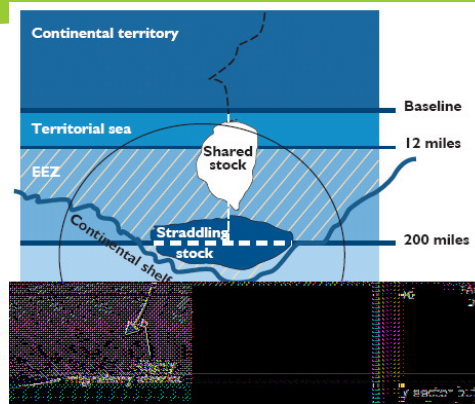 Continental territory
Baseline
Territorial sea
12 miles
Shared
stock
EEZ
Continental shelf
Straddling
stock
200 miles